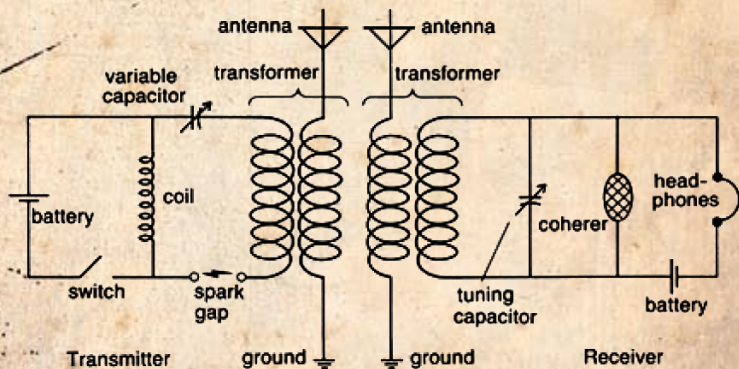 antenna
antenna
variable
capacitor
transformer
transformer
battery
coil
switch
spark
gap
coherer
head-
phones
tuning
capacitor
battery
Transmitter
ground
ground
Receiver